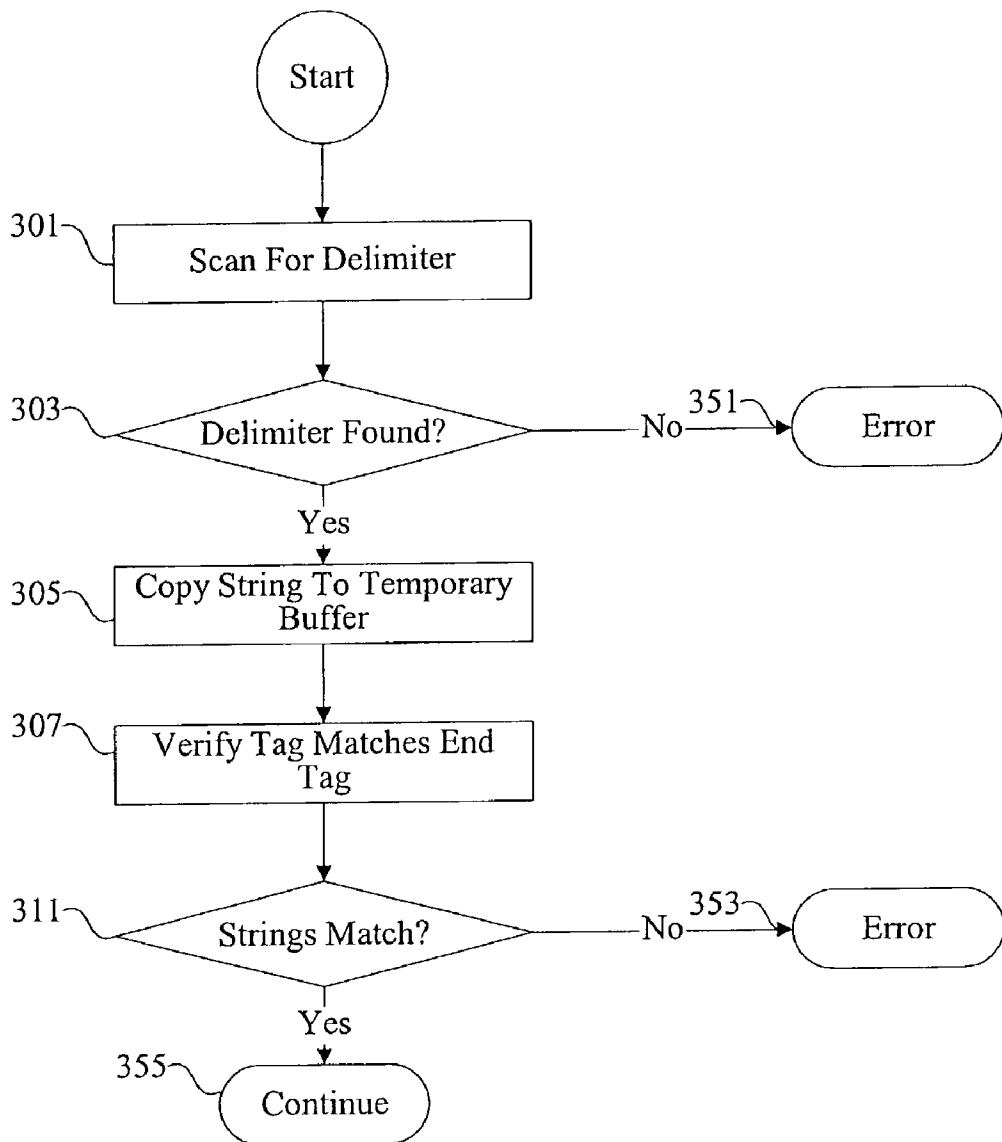 Start
301
Scan For Delimiter
303
Delimiter Found?
No
351
Error
Yes
305
Copy String To Temporary
Buffer
307
Verify Tag Matches End
Tag
311
Strings Match?
No
353
Error
Yes
355
Continue